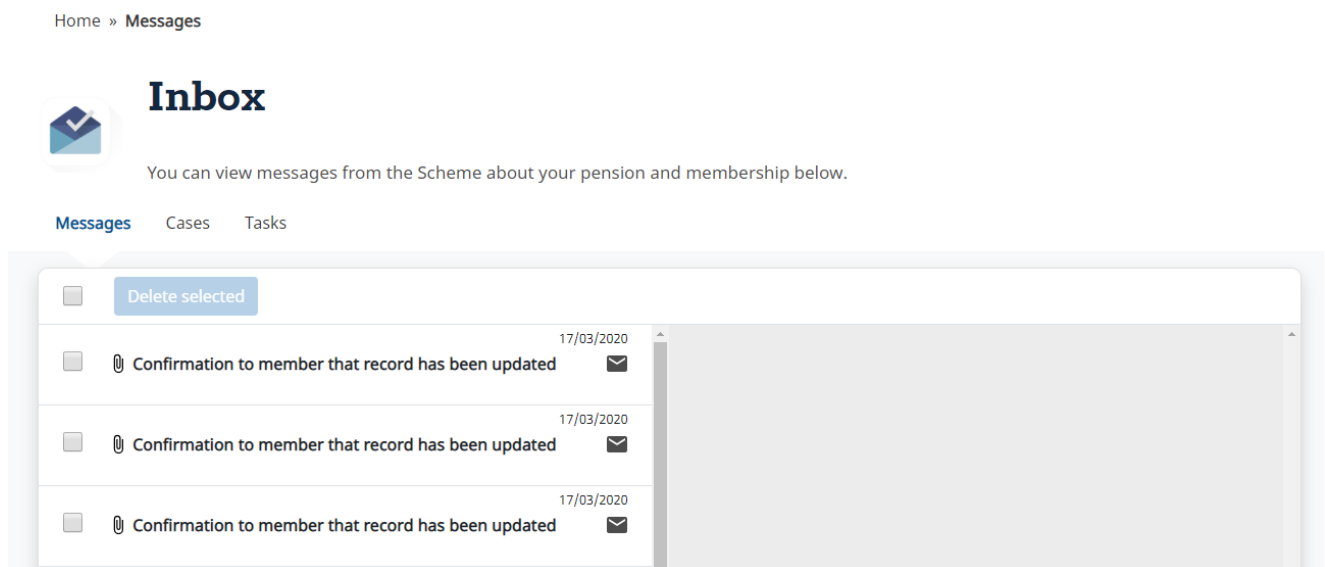 Home » Messages
Inbox
You can view messages from the Scheme about your pension and membership below.
Messages Cases Tasks
Delete selected
17/03/2020
Confirmation to member that record has been updated
17/03/2020
Confirmation to member that record has been updated
17/03/2020
Confirmation to member that record has been updated